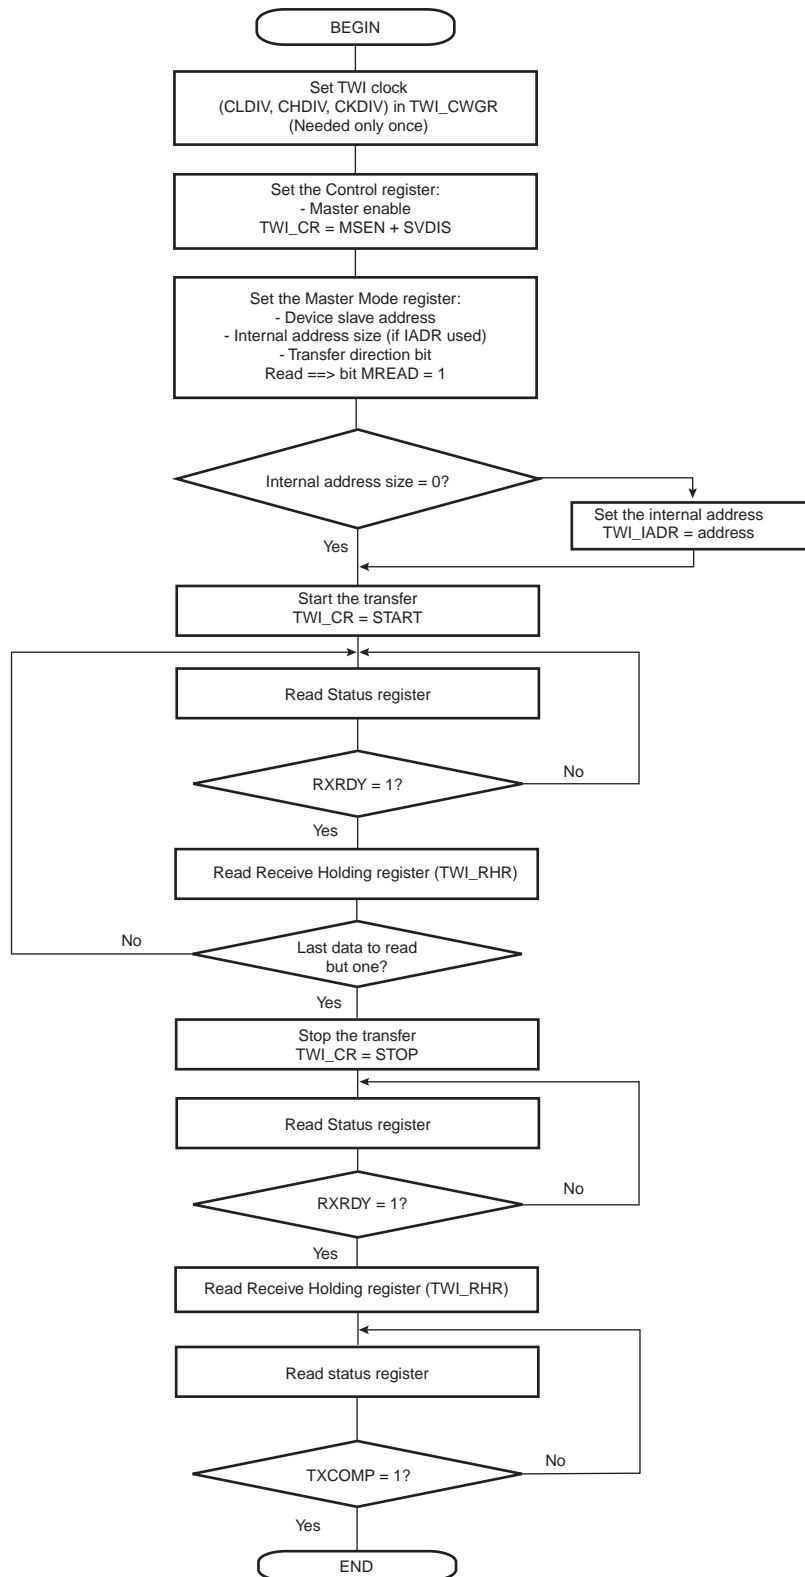 BEGIN
Set TWI clock
(CLDIV, CHDIV, CKDIV) in TWI_CWGR
(Needed only once)
Set the Control register:
- Master enable
TWI_CR = MSEN + SVDIS
Set the Master Mode register:
- Device slave address
- Internal address size (if IADR used)
- Transfer direction bit
Read ==> bit MREAD = 1
Internal address size = 0?
Set the internal address
TWI_IADR = address
Yes
Start the transfer
TWI_CR = START
Read Status register
RXRDY = 1?
No
Yes
Read Receive Holding register (TWI_RHR)
No
Last data to read
but one?
Yes
Stop the transfer
TWI_CR = STOP
Read Status register
RXRDY = 1?
No
Yes
Read Receive Holding register (TWI_RHR)
Read status register
TXCOMP = 1?
No
Yes
END